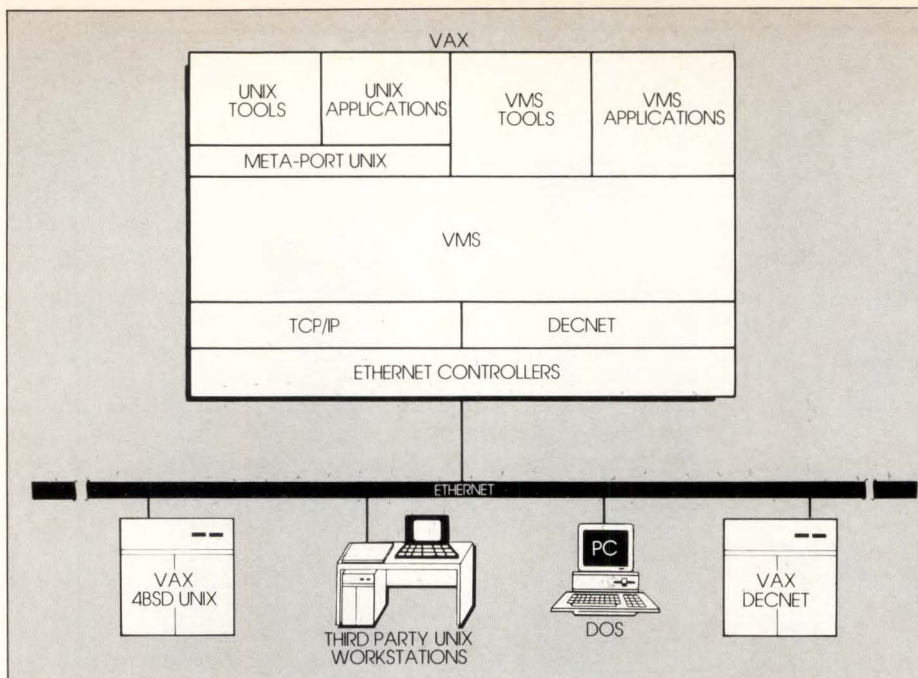 VAX
UNIX
TOOLS
UNIX
APPLICATIONS
VMS
TOOLS
VMS
APPLICATIONS
META-PORT UNIX
VMS
TCP/IP
DECNET
ETHERNET CONTROLLERS
ETHERNET
VAX
4BSD UNIX
THIRD PARTY UNIX
WORKSTATIONS
PC
DOS
VAX
DECNET